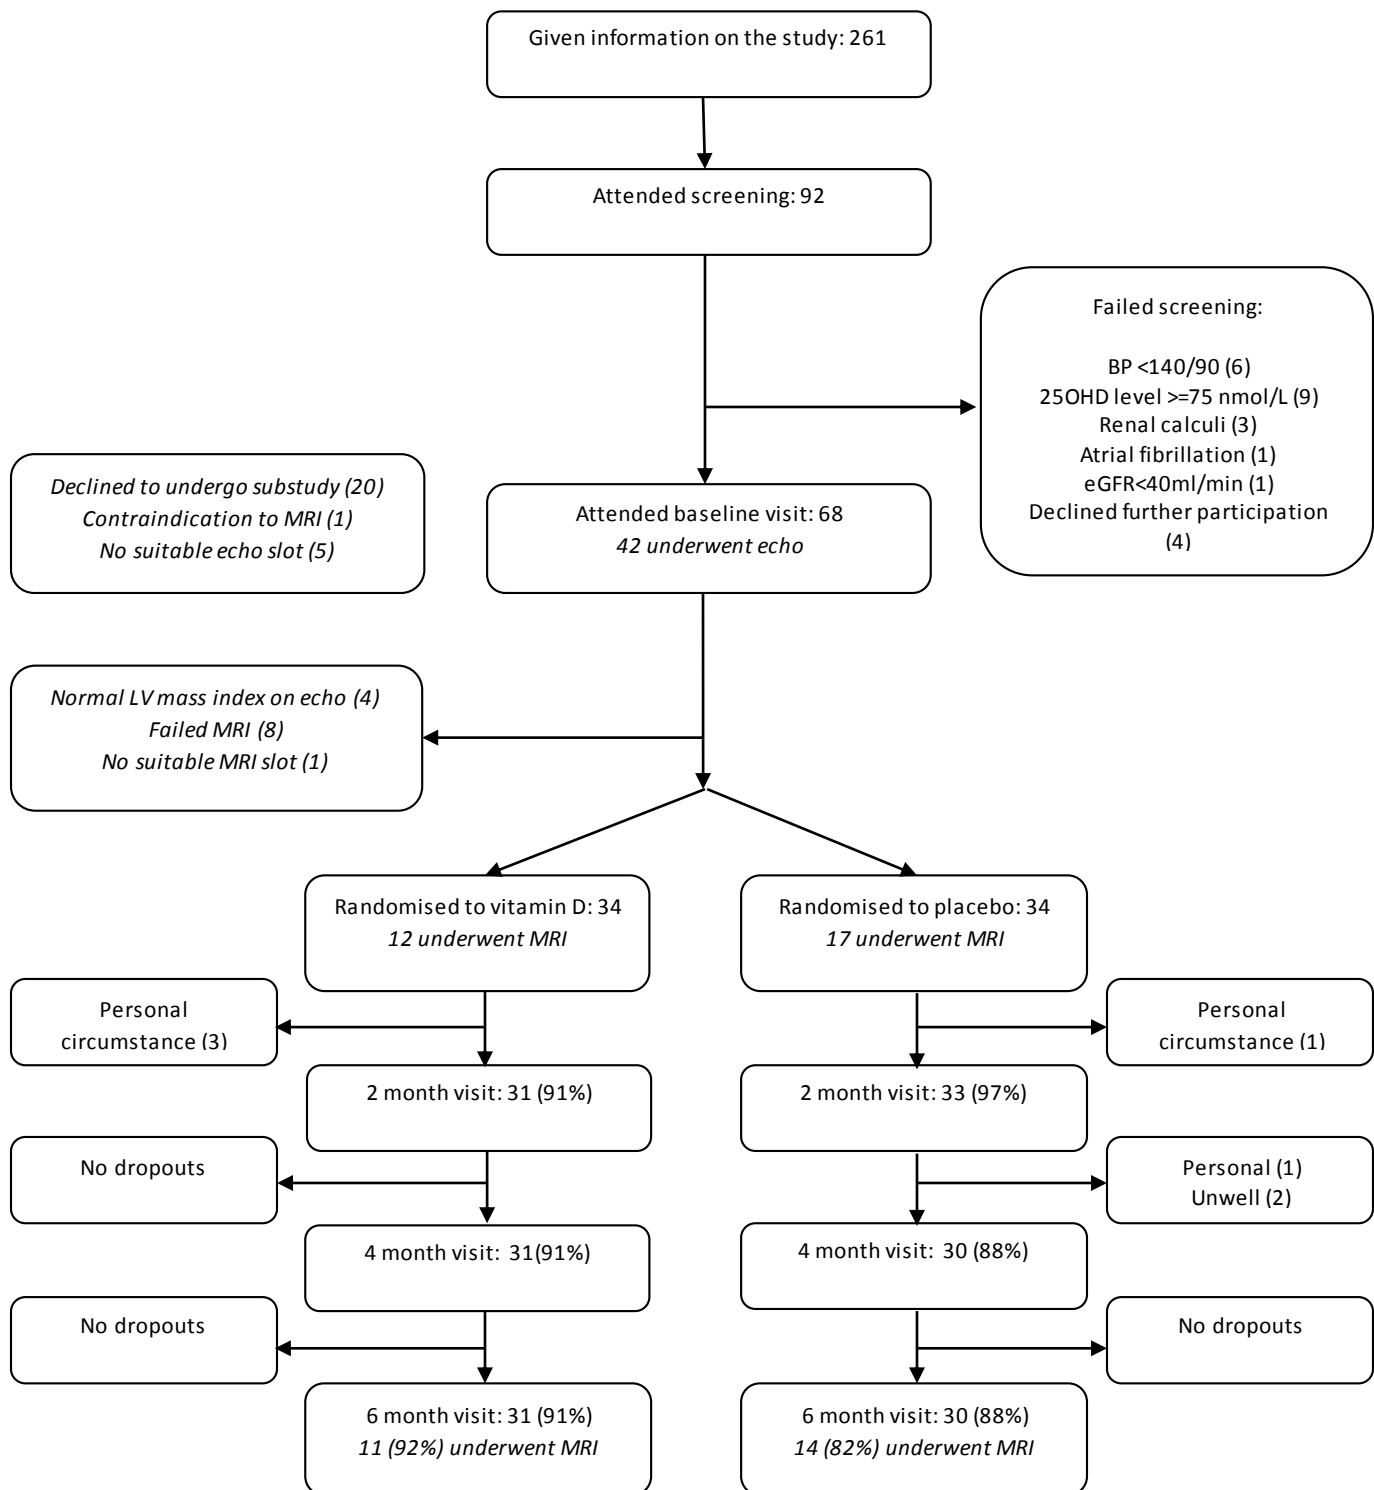 Given information on the study: 261
Attended screening: 92
Failed screening:
BP <140/90 (6)
25OHD level >=75 nmol/L (9)
Renal calculi (3)
Atrial fibrillation (1)
eGFR<40ml/min (1)
Declined further participation
(4)
Declined to undergo substudy (20)
Contraindication to MRI (1)
No suitable echo slot (5)
Attended baseline visit: 68
42 underwent echo
Normal LV mass index on echo (4)
Failed MRI (8)
No suitable MRI slot (1)
Randomised to vitamin D: 34
12 underwent MRI
Randomised to placebo: 34
17 underwent MRI
Personal
circumstance (3)
Personal
circumstance (1)
2 month visit: 31 (91%)
2 month visit: 33 (97%)
No dropouts
Personal (1)
Unwell (2)
4 month visit: 31(91%)
4 month visit: 30 (88%)
No dropouts
No dropouts
6 month visit: 31 (91%)
11 (92%) underwent MRI
6 month visit: 30 (88%)
14 (82%) underwent MRI